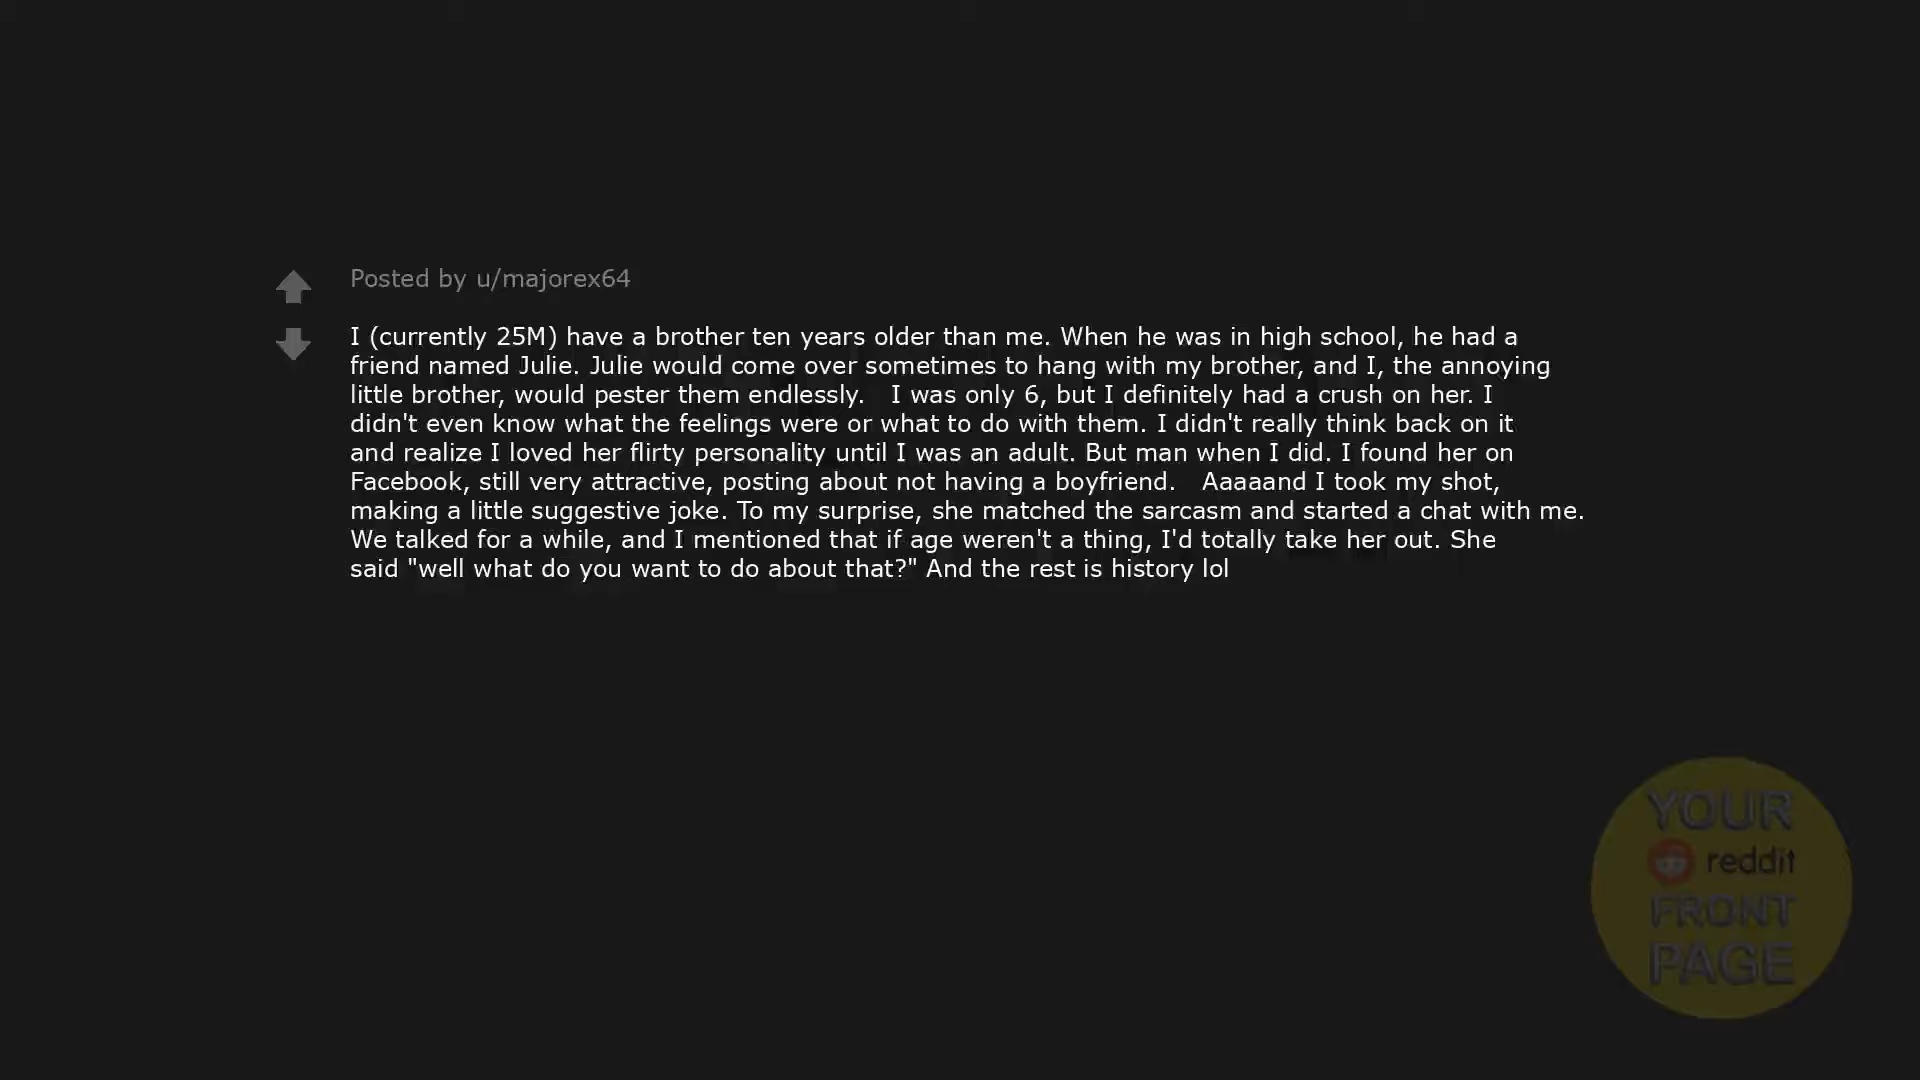 Posted by u/majorex64
I (currently 25M) have a brother ten years older than me. When he was in high school, he had a
friend named Julie. Julie would come over sometimes to hang with my brother, and I, the annoying
little brother, would pester them endlessly.   I was only 6, but I definitely had a crush on her. I
didn't even know what the feelings were or what to do with them. I didn't really think back on it
and realize I loved her flirty personality until I was an adult. But man when I did. I found her on
Facebook, still very attractive, posting about not having a boyfriend.   Aaaaand I took my shot,
making a little suggestive joke. To my surprise, she matched the sarcasm and started a chat with me.
We talked for a while, and I mentioned that if age weren't a thing, I'd totally take her out. She
said "well what do you want to do about that?" And the rest is history lol
YOUR
reddit
FRONT
PAGE